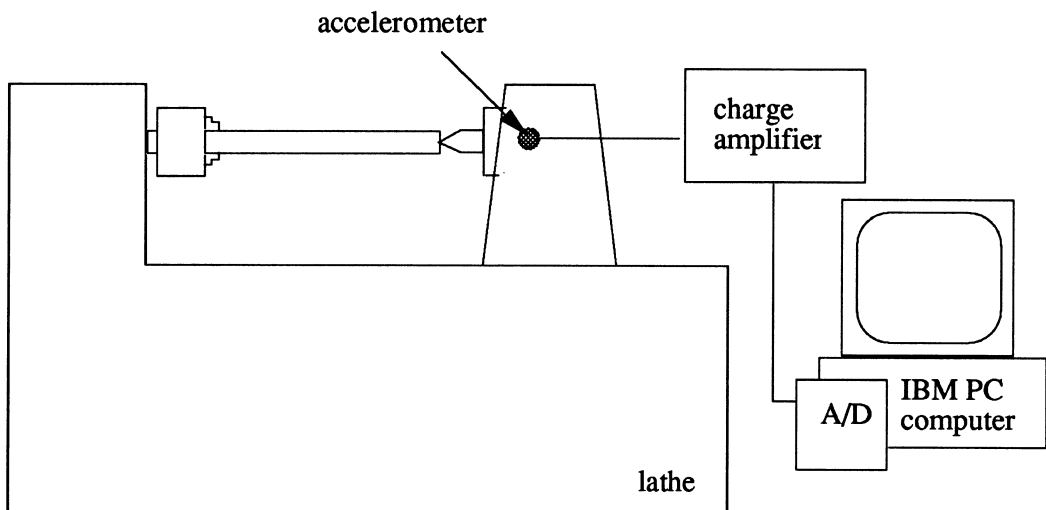 accelerometer
charge
amplifier
IBM PC
computer
A/D
lathe